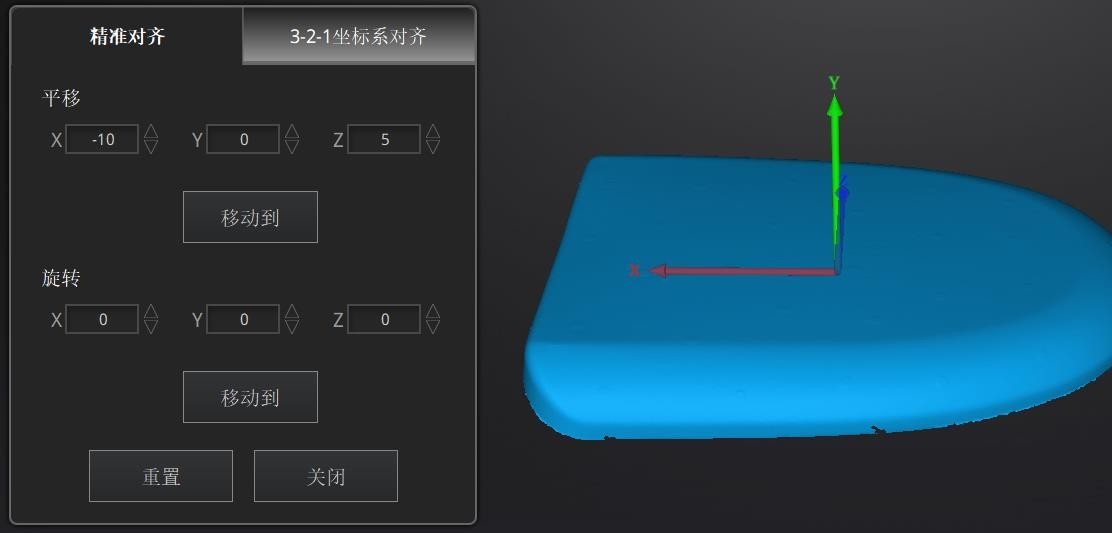 精准对齐 3-2-1坐标系对齐
平移
X -10 Y 0 Z 5
移动到
旋转
X 0 Y 0 Z 0
移动到
重置 关闭
Y
Z
X